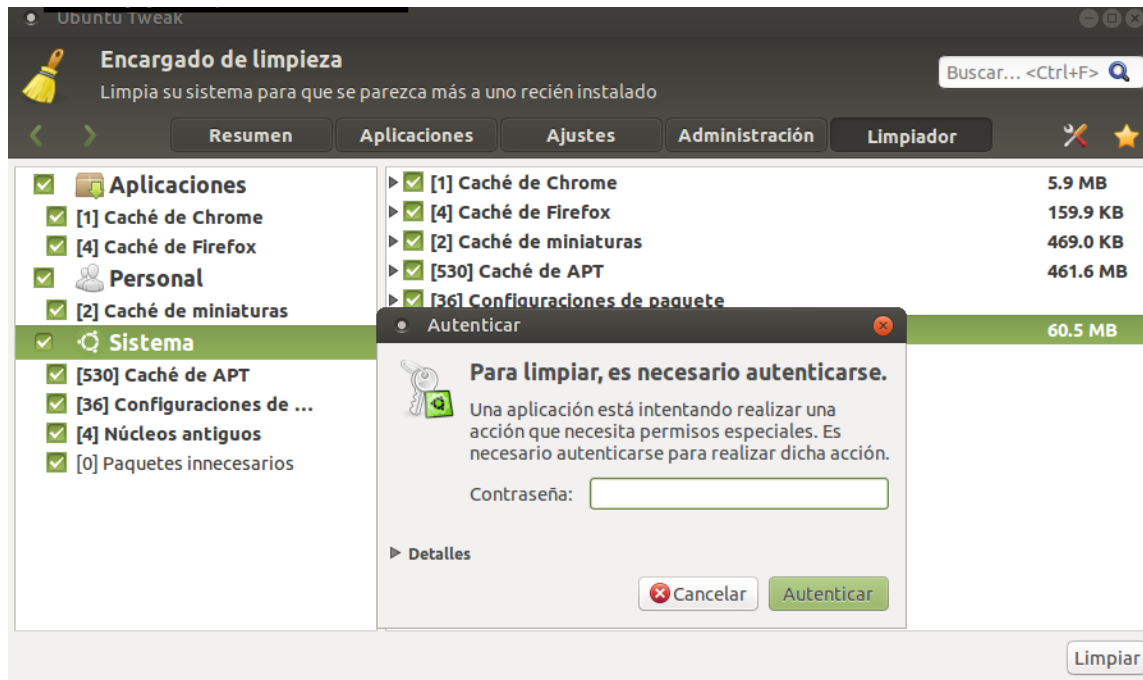 Ubuntu Tweak
Encargado de limpieza
Limpia su sistema para que se parezca más a uno recién instalado
Buscar... <Ctrl+F>
Resumen
Aplicaciones
Ajustes
Administración
Limpiador
Aplicaciones
[1] Caché de Chrome
[4] Caché de Firefox
Personal
[2] Caché de miniaturas
Sistema
[530] Caché de APT
[36] Configuraciones de ...
[4] Núcleos antiguos
[0] Paquetes innecesarios
[1] Caché de Chrome 5.9 MB
[4] Caché de Firefox 159.9 KB
[2] Caché de miniaturas 469.0 KB
[530] Caché de APT 461.6 MB
[36] Configuraciones de paquete
60.5 MB
Autenticar
Para limpiar, es necesario autenticarse.
Una aplicación está intentando realizar una
acción que necesita permisos especiales. Es
necesario autenticarse para realizar dicha acción.
Contraseña:
Detalles
Cancelar
Autenticar
Limpiar